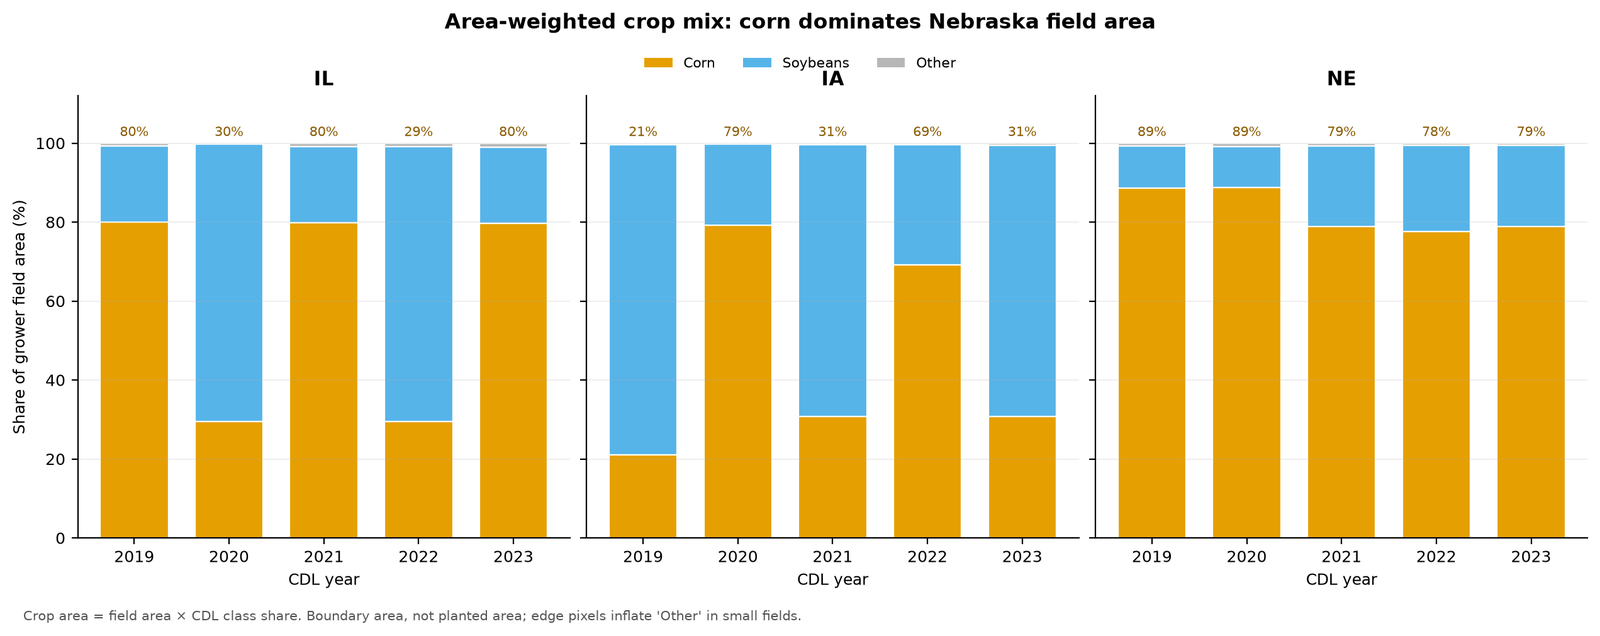 Area-weighted crop mix: corn dominates Nebraska field area
Corn Soybeans Other
IL IA NE
80% 30% 80% 29% 80% 21% 79% 31% 69% 31% 89% 89% 79% 78% 79%
100
80
60
40
20
0
Share of grower field area (%)
2019 2020 2021 2022 2023 2019 2020 2021 2022 2023 2019 2020 2021 2022 2023
CDL year CDL year CDL year
Crop area = field area × CDL class share. Boundary area, not planted area; edge pixels inflate 'Other' in small fields.